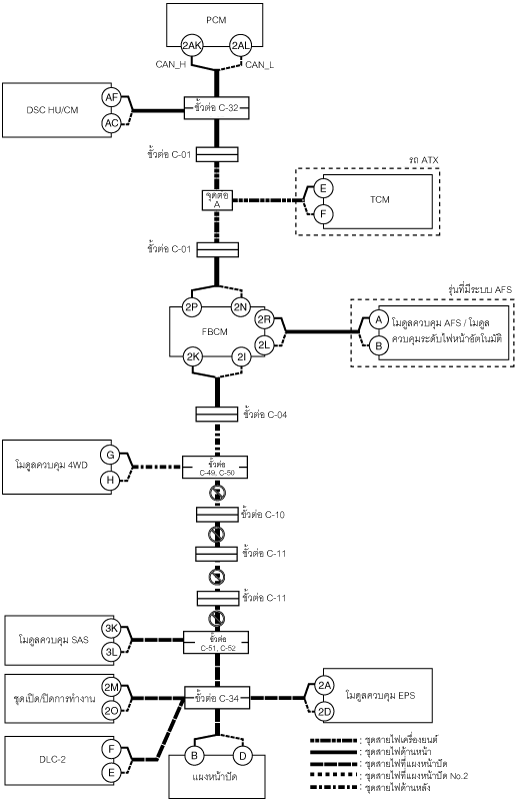 PCM
2AK
2AL
CAN_H
CAN_L
DSC HU/CM
AF
AC
ขั้วต่อ C-32
ขั้วต่อ C-01
รถ ATX
จุดต่อ
A
E
F
TCM
ขั้วต่อ C-01
รุ่นที่มีระบบ AFS
2P
2N
FBCM
2R
2L
2K
2I
A
B
โมดูลควบคุม AFS / โมดูล
ควบคุมระดับไฟหน้าอัตโนมัติ
ขั้วต่อ C-04
โมดูลควบคุม 4WD
G
H
ขั้วต่อ
C-49, C-50
ขั้วต่อ C-10
ขั้วต่อ C-11
ขั้วต่อ C-11
โมดูลควบคุม SAS
3K
3L
ขั้วต่อ
C-51, C-52
ชุดเปิด/ปิดการทำงาน
2M
2O
ขั้วต่อ C-34
2A
2D
โมดูลควบคุม EPS
DLC-2
F
E
B
D
แผงหน้าปัด
: ชุดสายไฟเครื่องยนต์
: ชุดสายไฟด้านหน้า
: ชุดสายไฟที่แผงหน้าปัด
: ชุดสายไฟที่แผงหน้าปัด No.2
: ชุดสายไฟด้านหลัง